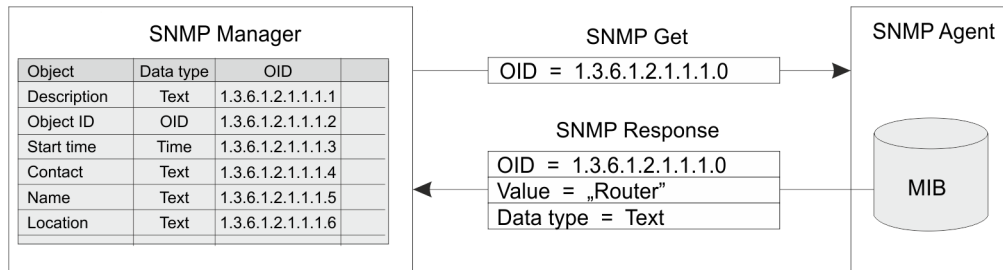 SNMP Manager
Object Data type OID
Description Text 1.3.6.1.2.1.1.1.1
Object ID OID 1.3.6.1.2.1.1.1.2
Start time Time 1.3.6.1.2.1.1.1.3
Contact Text 1.3.6.1.2.1.1.1.4
Name Text 1.3.6.1.2.1.1.1.5
Location Text 1.3.6.1.2.1.1.1.6
SNMP Get
OID = 1.3.6.1.2.1.1.1.0
SNMP Response
OID = 1.3.6.1.2.1.1.1.0
Value = „Router”
Data type = Text
SNMP Agent
MIB